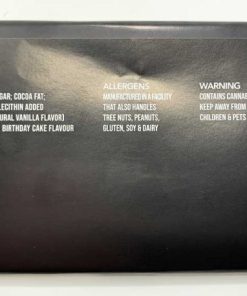 GAR; COCOA FAT;
LECITHIN ADDED
URAL VANILLA FLAVOR)
BIRTHDAY CAKE FLAVOUR
ALLERGENS
MANUFACTURED IN A FACILITY
THAT ALSO HANDLES
TREE NUTS, PEANUTS,
GLUTEN, SOY & DAIRY
WARNING
CONTAINS CANNA
KEEP AWAY FROM
CHILDREN & PETS